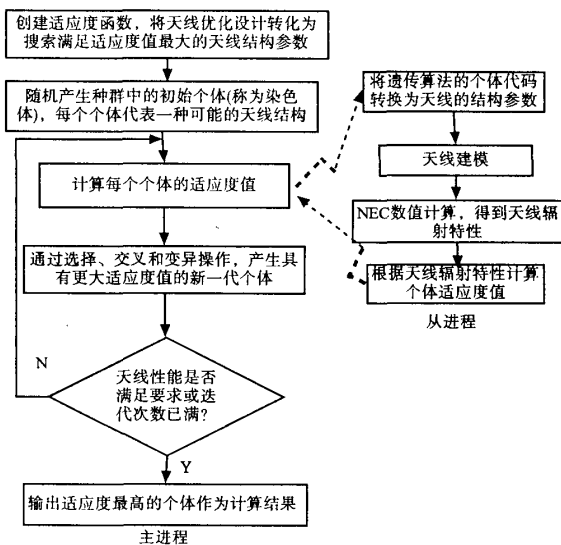 创建适应度函数，将天线优化设计转化为
搜索满足适应度值最大的天线结构参数
随机产生种群中的初始个体(称为染色
体)，每个个体代表一种可能的天线结构
计算每个个体的适应度值
通过选择、交叉和变异操作，产生具
有更大适应度值的新一代个体
N
天线性能是否
满足要求或迭
代次数已满?
Y
输出适应度最高的个体作为计算结果
主进程
将遗传算法的个体代码
转换为天线的结构参数
天线建模
NEC数值计算，得到天线辐
射特性
根据天线辐射特性计算
个体适应度值
从进程